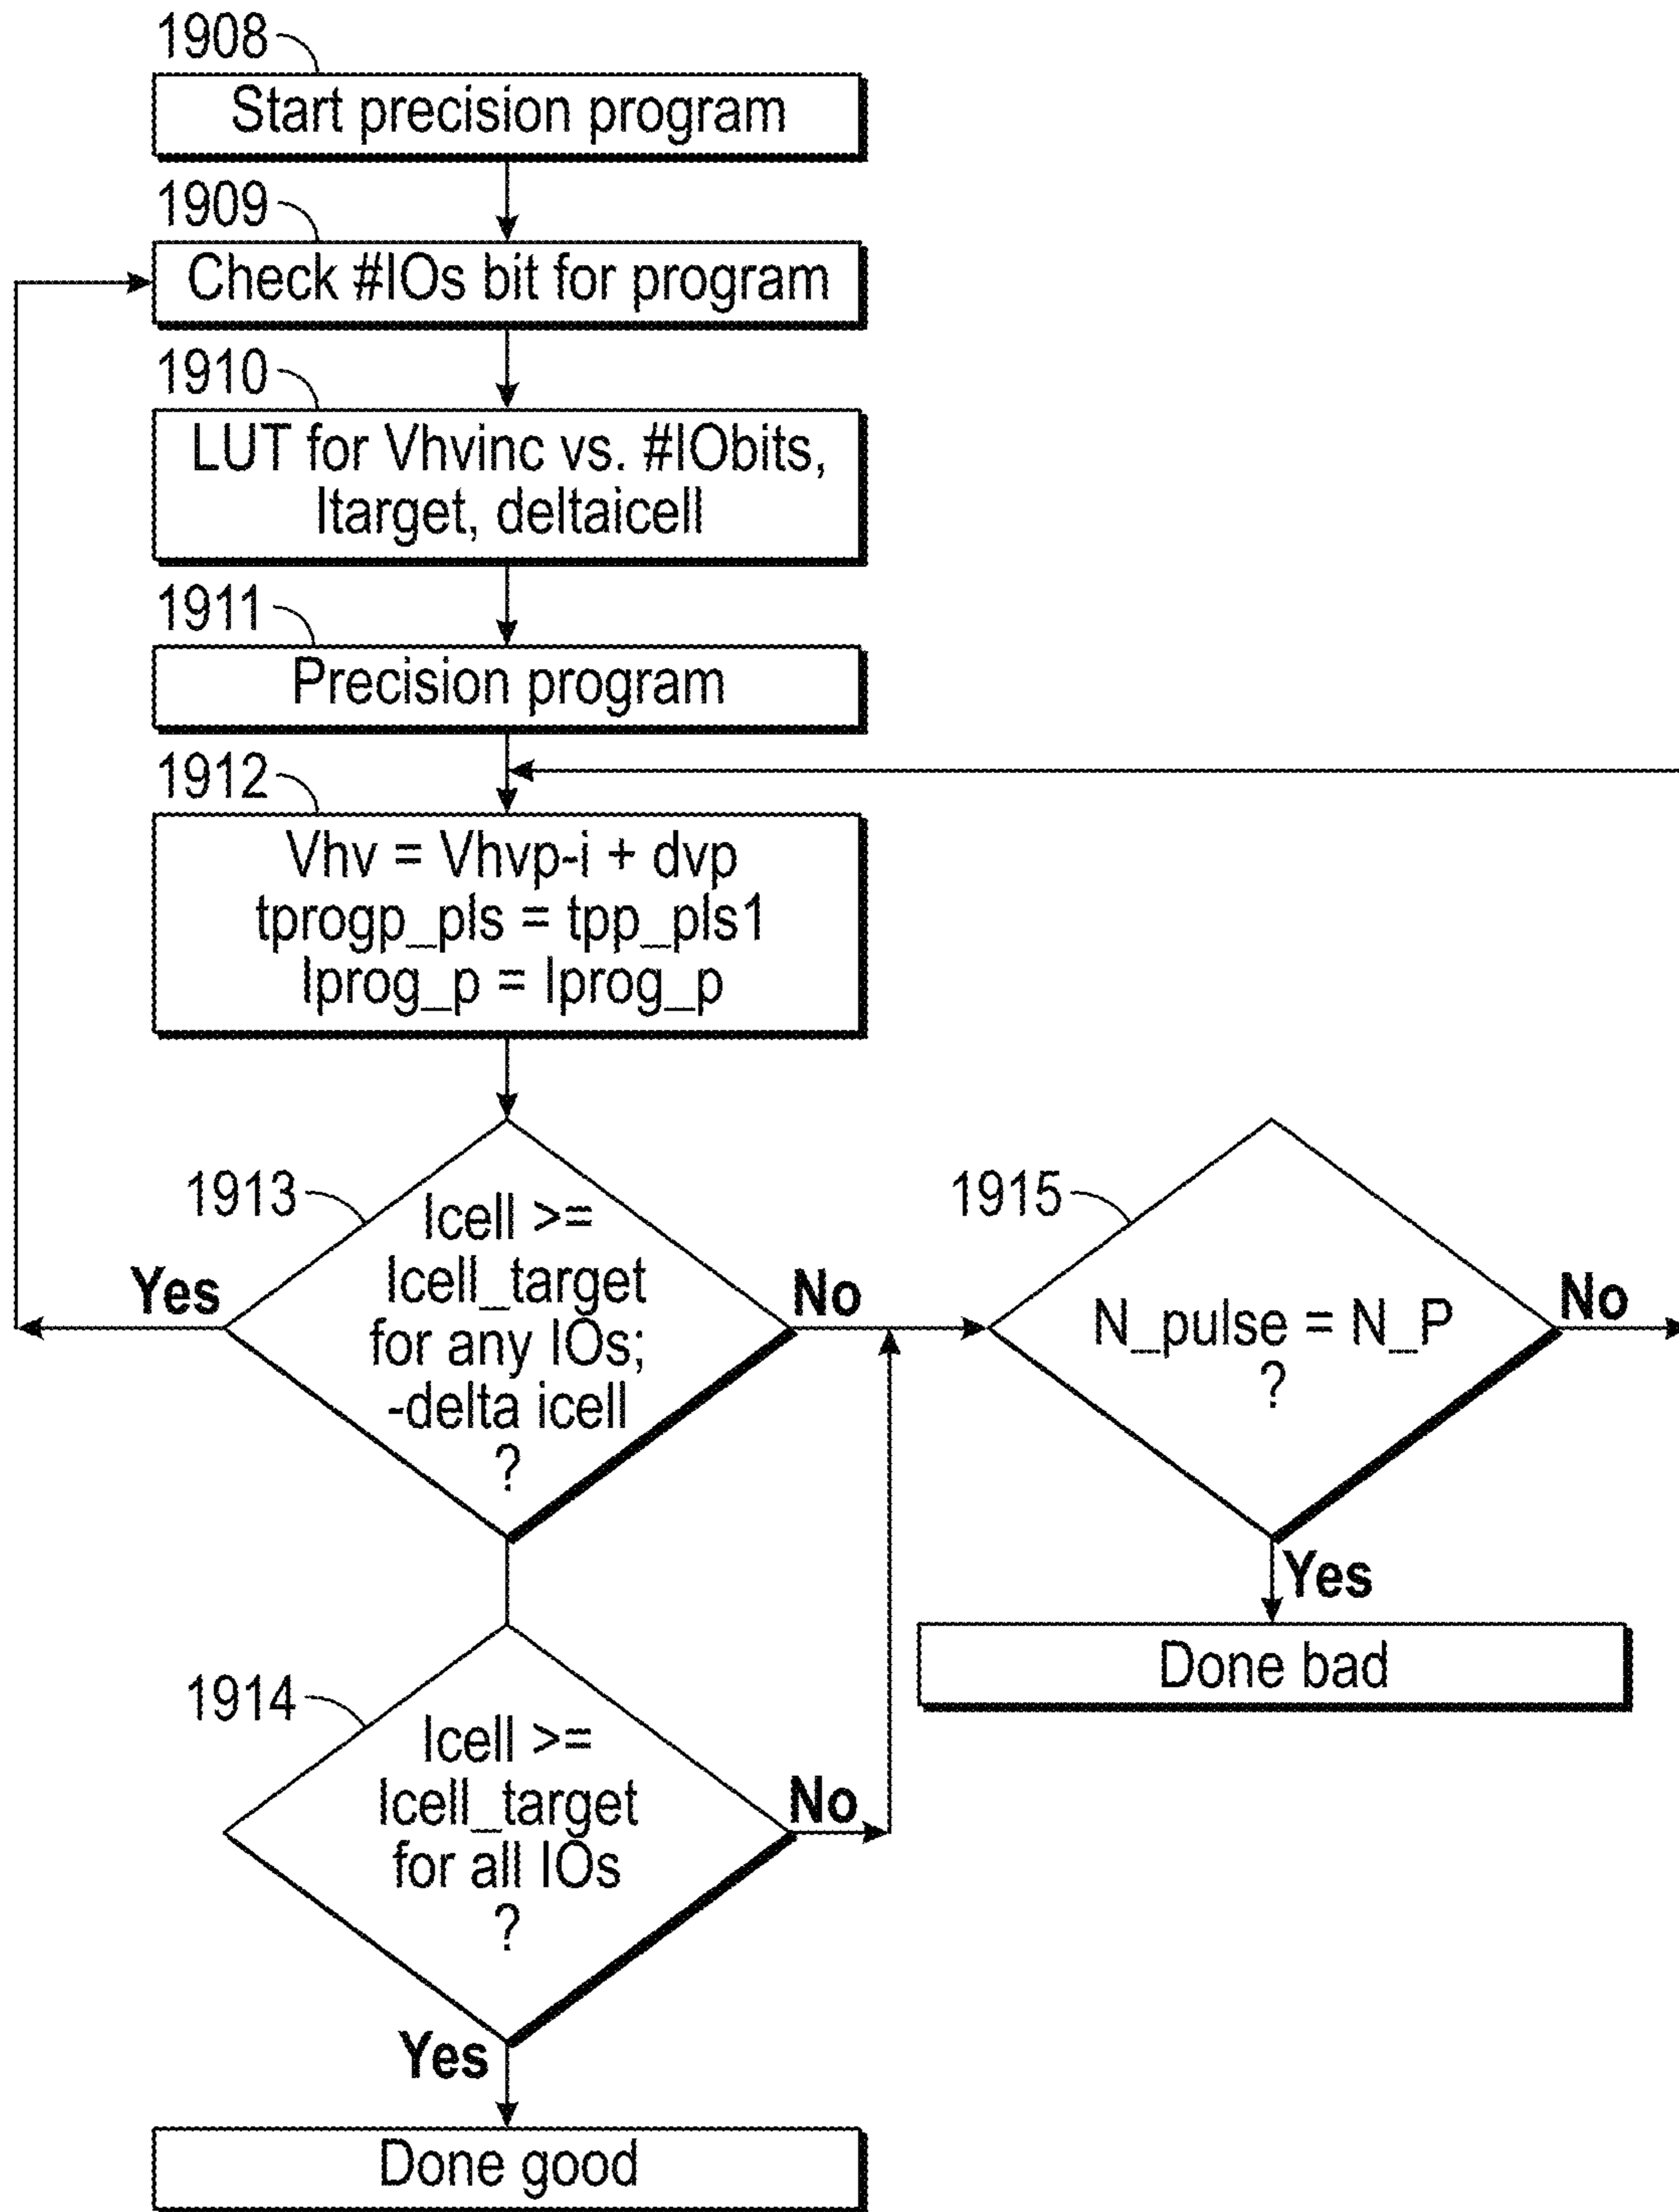 1908
Start precision program
1909
Check #IOs bit for program
1910
LUT for Vhvinc vs. #IObits,
Itarget, deltaicell
1911
Precision program
1912
Vhv = Vhvp-i + dvp
tprogp_pls = tpp_pls1
Iprog_p = Iprog_p
1913
Icell >=
Icell_target
for any IOs;
-delta icell
?
Yes
No
1915
N_pulse = N_P
?
No
Yes
Done bad
1914
Icell >=
Icell_target
for all IOs
?
No
Yes
Done good